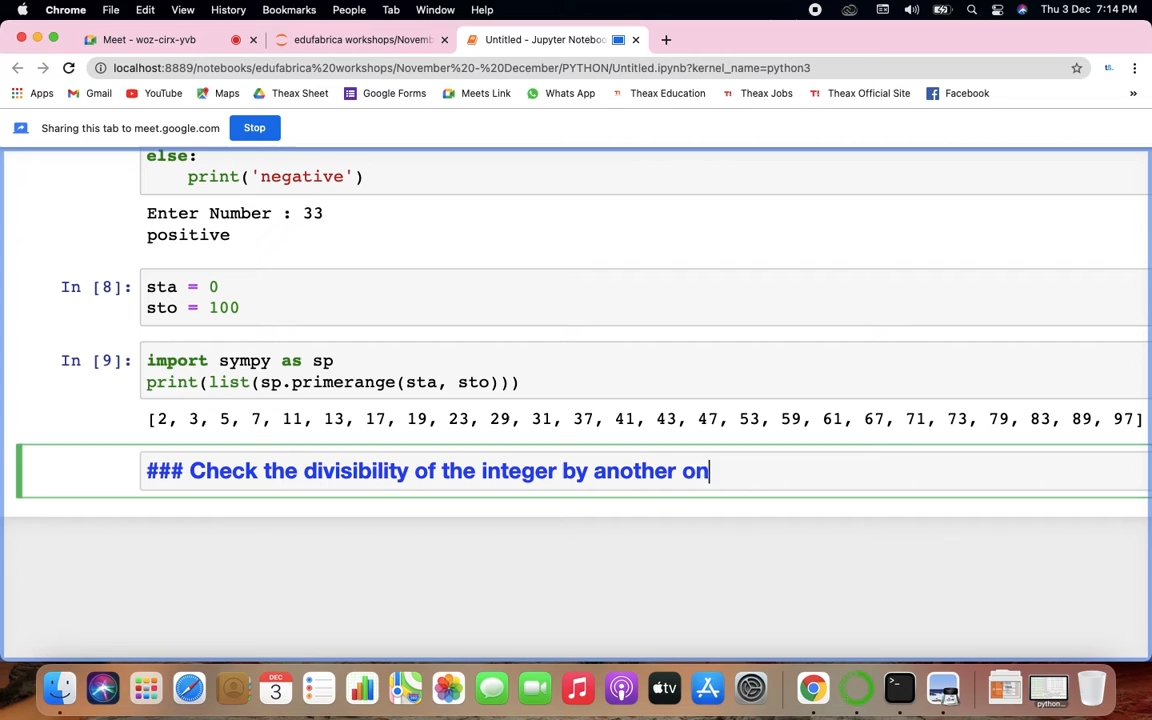 Chrome File Edit View History Bookmarks People Tab Window Help Thu 3 Dec 7:14 PM
Meet - woz-cirx-yvb edufabrica workshops/Novemb Untitled - Jupyter Noteboo
localhost:8889/notebooks/edufabrica%20workshops/November%20-%20December/PYTHON/Untitled.ipynb?kernel_name=python3
Apps Gmail YouTube Maps Theax Sheet Google Forms Meets Link Whats App Theax Education Theax Jobs Theax Official Site Facebook »
Sharing this tab to meet.google.com Stop
else:
print('negative')
Enter Number : 33
positive
In [8]: sta = 0
sto = 100
In [9]: import sympy as sp
print(list(sp.primerange(sta, sto)))
[2, 3, 5, 7, 11, 13, 17, 19, 23, 29, 31, 37, 41, 43, 47, 53, 59, 61, 67, 71, 73, 79, 83, 89, 97]
### Check the divisibility of the integer by another on
DEC
3
tv
python